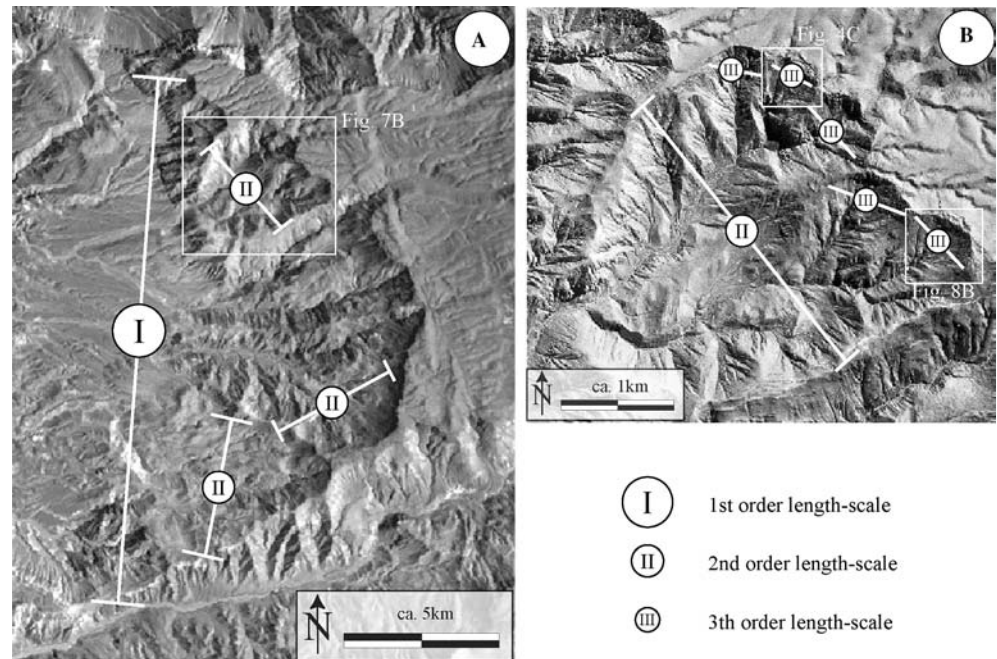 A
Fig. 7B
II
I
II
II
N
ca. 5km
B
Fig. 4C
III
III
III
III
II
III
Fig. 8B
N
ca. 1km
I 1st order length-scale
II 2nd order length-scale
III 3th order length-scale